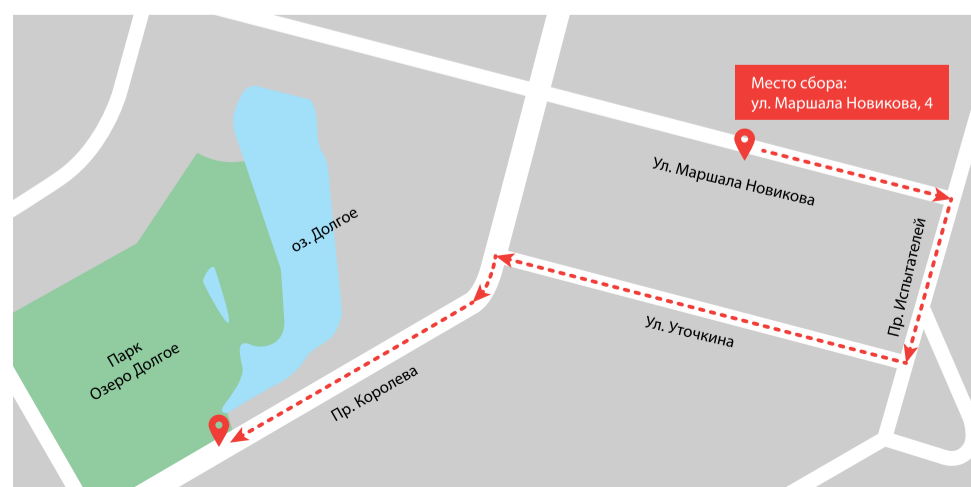 Место сбора:
ул. Маршала Новикова, 4
Ул. Маршала Новикова
оз. Долгое
Пр. Испытателей
Ул. Уточкина
Парк
Озеро Долгое
Пр. Королева